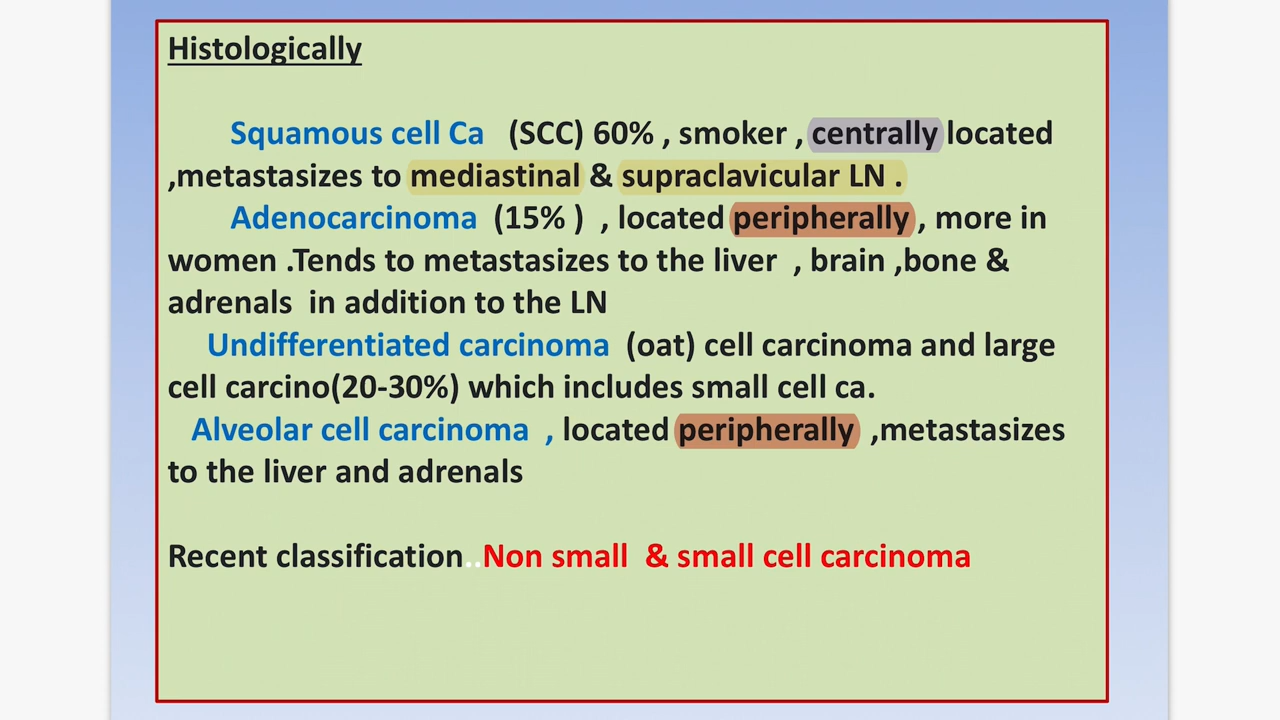 Histologically
Squamous cell Ca (SCC) 60% , smoker , centrally located
,metastasizes to mediastinal & supraclavicular LN .
Adenocarcinoma (15% ) , located peripherally , more in
women .Tends to metastasizes to the liver , brain ,bone &
adrenals in addition to the LN
Undifferentiated carcinoma (oat) cell carcinoma and large
cell carcino(20-30%) which includes small cell ca.
Alveolar cell carcinoma , located peripherally ,metastasizes
to the liver and adrenals
Recent classification..Non small & small cell carcinoma